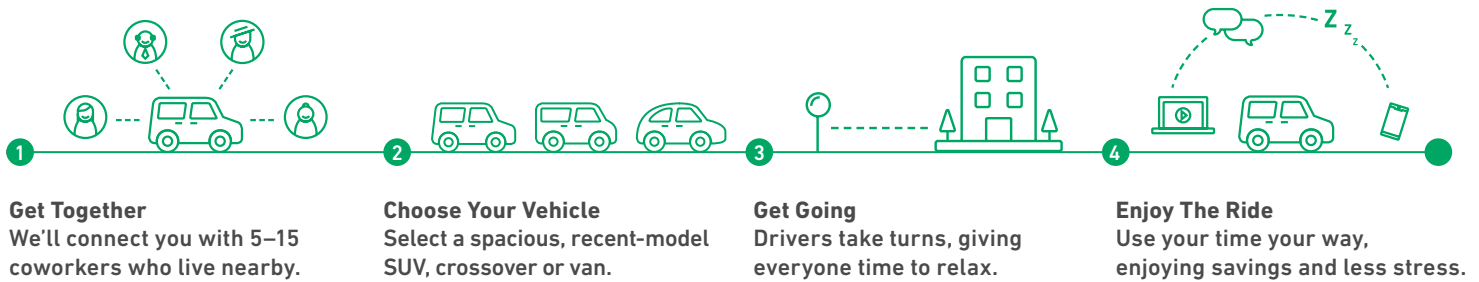 Z
Z
Z
1
2
3
4
Get Together
We'll connect you with 5–15
coworkers who live nearby.
Choose Your Vehicle
Select a spacious, recent-model
SUV, crossover or van.
Get Going
Drivers take turns, giving
everyone time to relax.
Enjoy The Ride
Use your time your way,
enjoying savings and less stress.